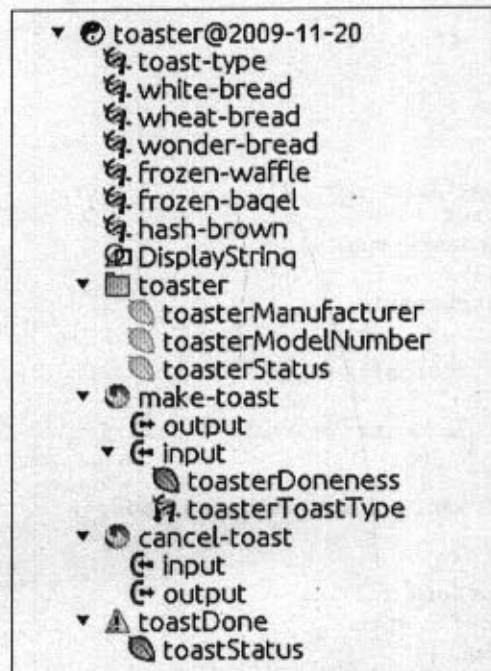 toaster@2009-11-20
toast-type
white-bread
wheat-bread
wonder-bread
frozen-waffle
frozen-bagel
hash-brown
DisplayString
toaster
toasterManufacturer
toasterModelNumber
toasterStatus
make-toast
output
input
toasterDoneness
toasterToastType
cancel-toast
input
output
toastDone
toastStatus